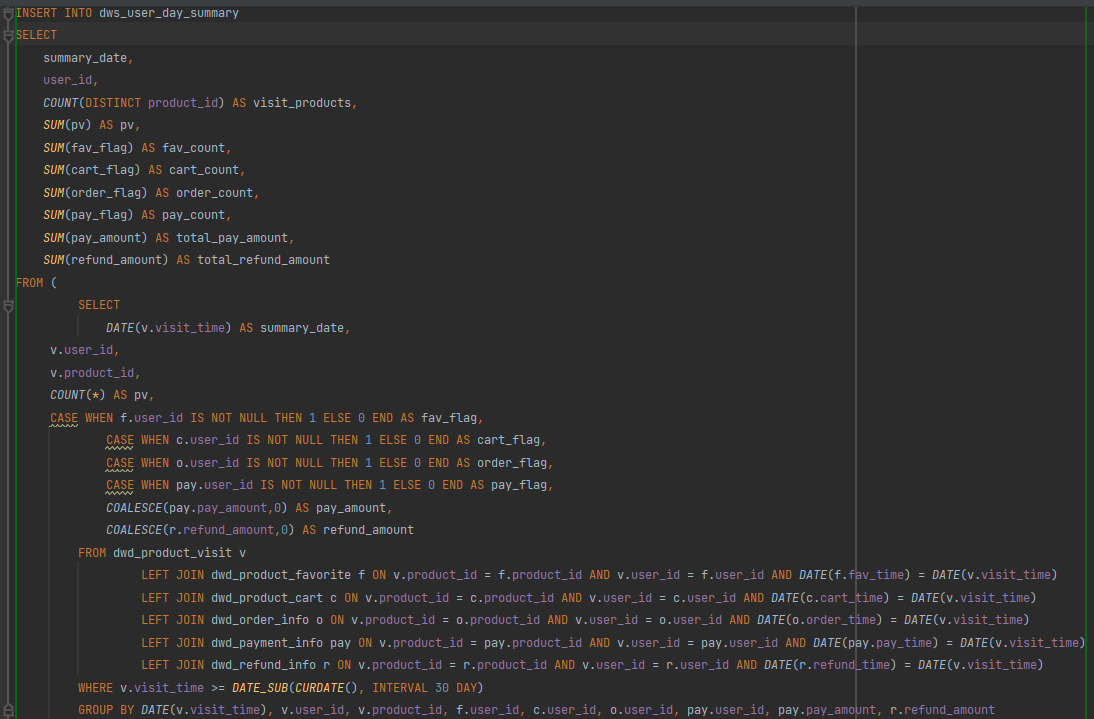 INSERT INTO dws_user_day_summary
SELECT
summary_date,
user_id,
COUNT(DISTINCT product_id) AS visit_products,
SUM(pv) AS pv,
SUM(fav_flag) AS fav_count,
SUM(cart_flag) AS cart_count,
SUM(order_flag) AS order_count,
SUM(pay_flag) AS pay_count,
SUM(pay_amount) AS total_pay_amount,
SUM(refund_amount) AS total_refund_amount
FROM (
SELECT
DATE(v.visit_time) AS summary_date,
v.user_id,
v.product_id,
COUNT(*) AS pv,
CASE WHEN f.user_id IS NOT NULL THEN 1 ELSE 0 END AS fav_flag,
CASE WHEN c.user_id IS NOT NULL THEN 1 ELSE 0 END AS cart_flag,
CASE WHEN o.user_id IS NOT NULL THEN 1 ELSE 0 END AS order_flag,
CASE WHEN pay.user_id IS NOT NULL THEN 1 ELSE 0 END AS pay_flag,
COALESCE(pay.pay_amount,0) AS pay_amount,
COALESCE(r.refund_amount,0) AS refund_amount
FROM dwd_product_visit v
LEFT JOIN dwd_product_favorite f ON v.product_id = f.product_id AND v.user_id = f.user_id AND DATE(f.fav_time) = DATE(v.visit_time)
LEFT JOIN dwd_product_cart c ON v.product_id = c.product_id AND v.user_id = c.user_id AND DATE(c.cart_time) = DATE(v.visit_time)
LEFT JOIN dwd_order_info o ON v.product_id = o.product_id AND v.user_id = o.user_id AND DATE(o.order_time) = DATE(v.visit_time)
LEFT JOIN dwd_payment_info pay ON v.product_id = pay.product_id AND v.user_id = pay.user_id AND DATE(pay.pay_time) = DATE(v.visit_time)
LEFT JOIN dwd_refund_info r ON v.product_id = r.product_id AND v.user_id = r.user_id AND DATE(r.refund_time) = DATE(v.visit_time)
WHERE v.visit_time >= DATE_SUB(CURDATE(), INTERVAL 30 DAY)
GROUP BY DATE(v.visit_time), v.user_id, v.product_id, f.user_id, c.user_id, o.user_id, pay.user_id, pay.pay_amount, r.refund_amount